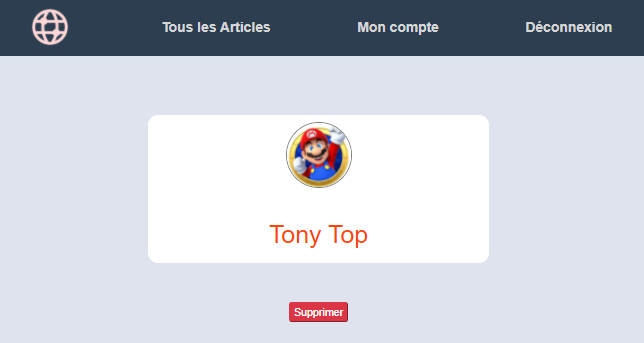 Tous les Articles
Mon compte
Déconnexion
Tony Top
Supprimer